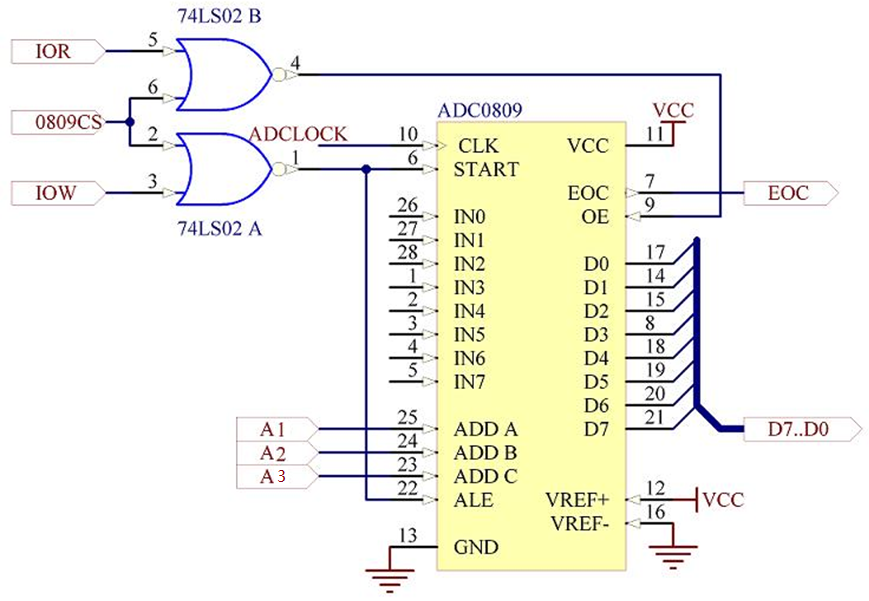 74LS02 B
IOR
5
4
6
0809CS
2
ADCLOCK
1
IOW
3
74LS02 A
ADC0809
10
CLK
VCC
11
VCC
6
START
EOC
7
EOC
OE
9
26
IN0
27
IN1
28
IN2
D0
17
1
IN3
D1
14
2
IN4
D2
15
3
IN5
D3
8
4
IN6
D4
18
5
IN7
D5
19
D6
20
A1
25
ADD A
D7
21
D7..D0
A2
24
ADD B
A3
23
ADD C
22
ALE
VREF+
12
VCC
VREF-
16
13
GND